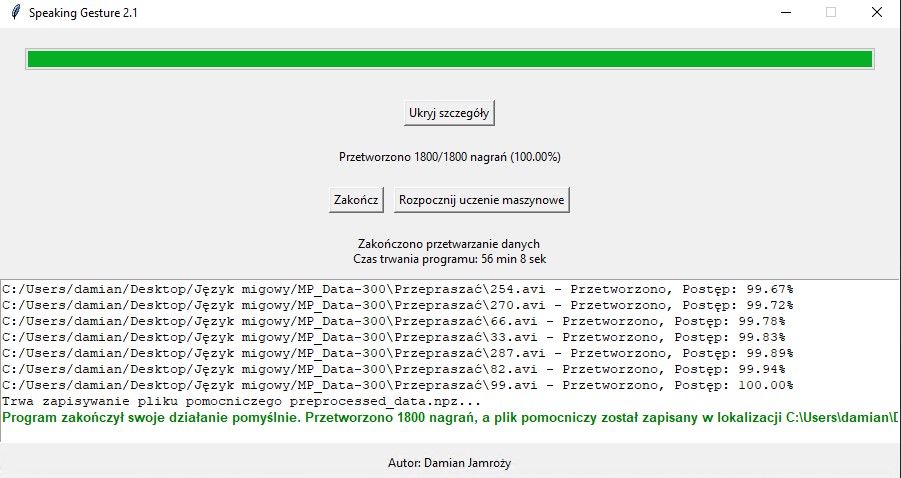 Speaking Gesture 2.1
Ukryj szczegóły
Przetworzono 1800/1800 nagrań (100.00%)
Zakończ Rozpocznij uczenie maszynowe
Zakończono przetwarzanie danych
Czas trwania programu: 56 min 8 sek
C:/Users/damian/Desktop/Język migowy/MP_Data-300\Przepraszać\254.avi - Przetworzono, Postęp: 99.67%
C:/Users/damian/Desktop/Język migowy/MP_Data-300\Przepraszać\270.avi - Przetworzono, Postęp: 99.72%
C:/Users/damian/Desktop/Język migowy/MP_Data-300\Przepraszać\66.avi - Przetworzono, Postęp: 99.78%
C:/Users/damian/Desktop/Język migowy/MP_Data-300\Przepraszać\33.avi - Przetworzono, Postęp: 99.83%
C:/Users/damian/Desktop/Język migowy/MP_Data-300\Przepraszać\287.avi - Przetworzono, Postęp: 99.89%
C:/Users/damian/Desktop/Język migowy/MP_Data-300\Przepraszać\82.avi - Przetworzono, Postęp: 99.94%
C:/Users/damian/Desktop/Język migowy/MP_Data-300\Przepraszać\99.avi - Przetworzono, Postęp: 100.00%
Trwa zapisywanie pliku pomocniczego preprocessed_data.npz...
Program zakończył swoje działanie pomyślnie. Przetworzono 1800 nagrań, a plik pomocniczy został zapisany w lokalizacji C:\Users\damian\
Autor: Damian Jamroży